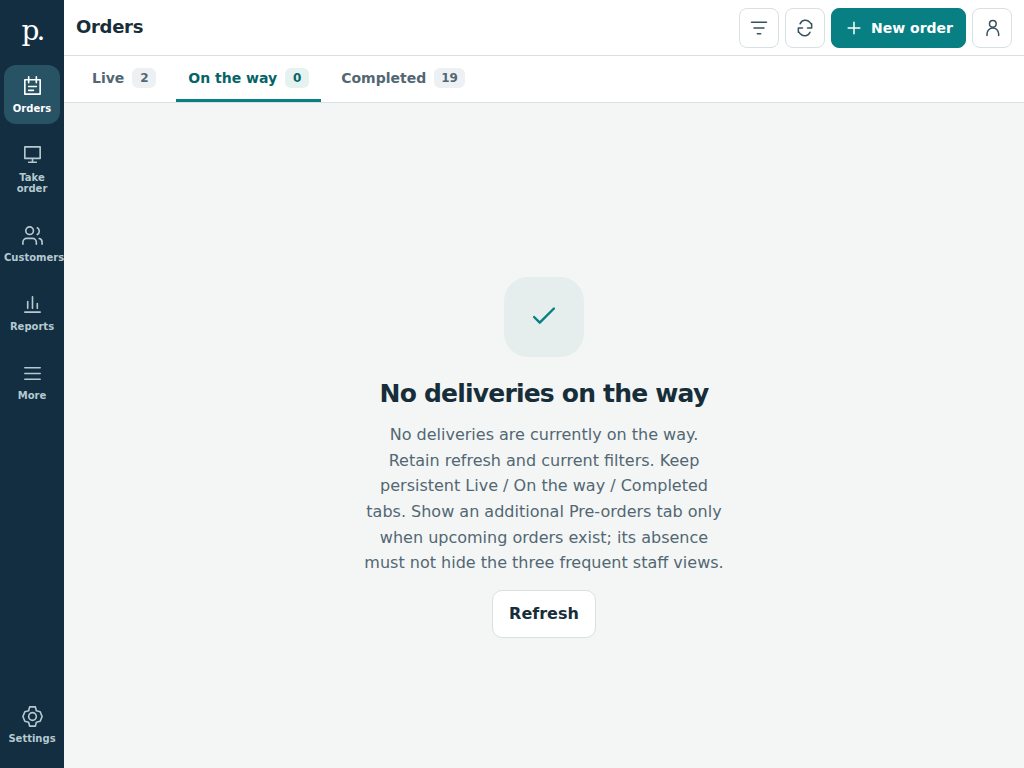 p.
Orders
New order
Live 2
On the way 0
Completed 19
Orders
Take
order
Customers
Reports
More
Settings
No deliveries on the way
No deliveries are currently on the way.
Retain refresh and current filters. Keep
persistent Live / On the way / Completed
tabs. Show an additional Pre-orders tab only
when upcoming orders exist; its absence
must not hide the three frequent staff views.
Refresh